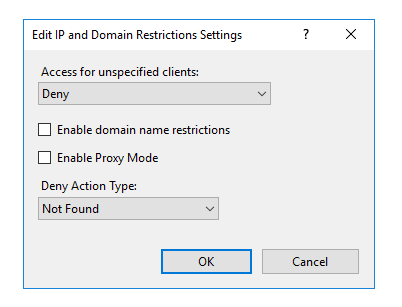 Edit IP and Domain Restrictions Settings ?
Access for unspecified clients:
Deny
Enable domain name restrictions
Enable Proxy Mode
Deny Action Type:
Not Found
OK Cancel